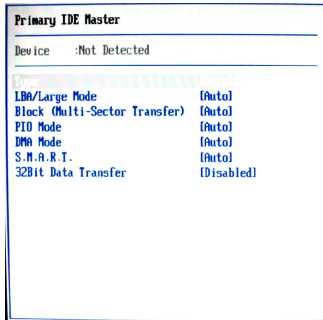 Primary IDE Master
Device :Not Detected
Type
LBA/Large Mode [Auto]
Block (Multi-Sector Transfer) [Auto]
PIO Mode [Auto]
DMA Mode [Auto]
S.M.A.R.T. [Auto]
32Bit Data Transfer [Disabled]